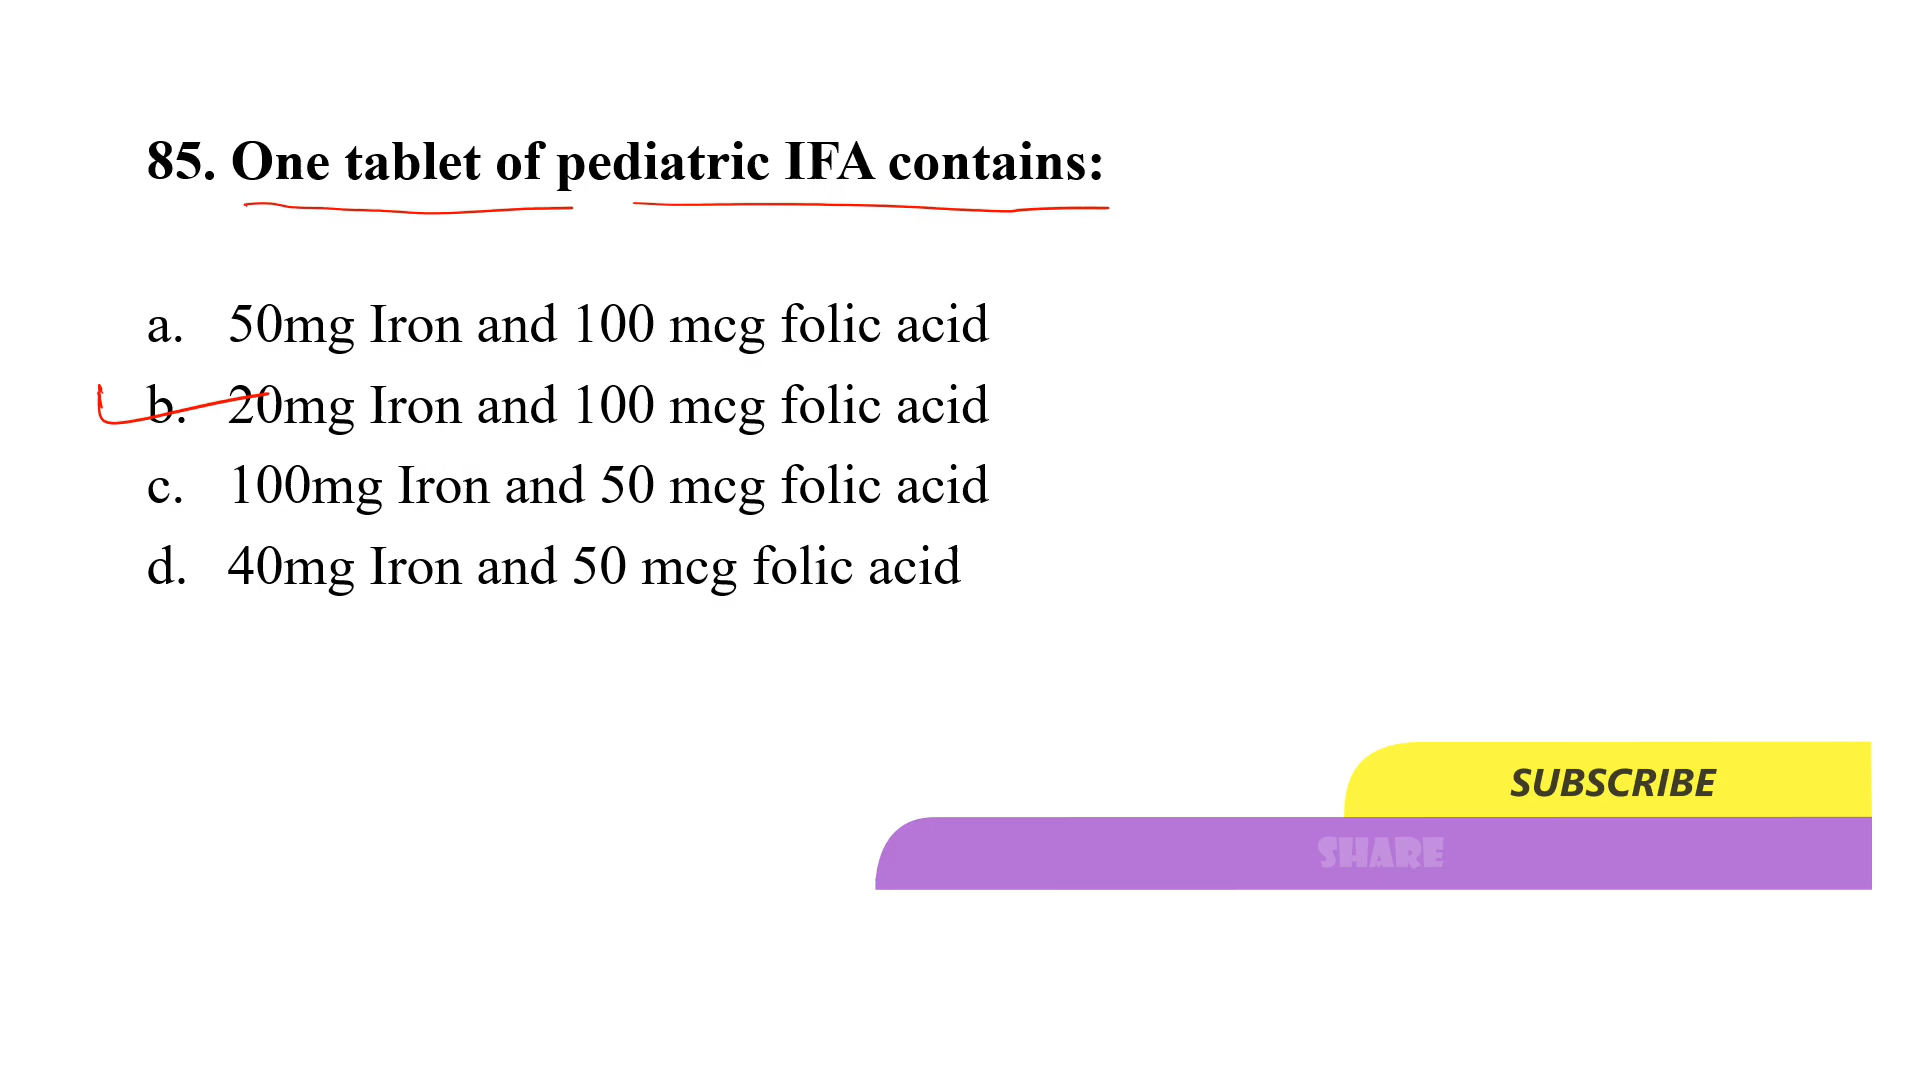 85. One tablet of pediatric IFA contains:
a. 50mg Iron and 100 mcg folic acid
b. 20mg Iron and 100 mcg folic acid
c. 100mg Iron and 50 mcg folic acid
d. 40mg Iron and 50 mcg folic acid
SUBSCRIBE
SHARE